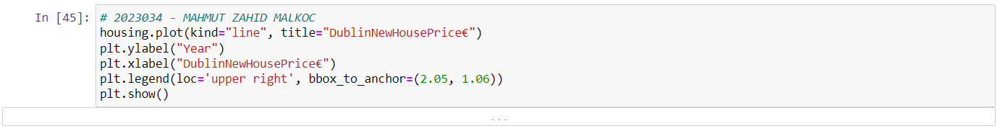 In [45]: # 2023034 - MAHMUT ZAHID MALKOC
housing.plot(kind="line", title="DublinNewHousePrice€")
plt.ylabel("Year")
plt.xlabel("DublinNewHousePrice€")
plt.legend(loc='upper right', bbox_to_anchor=(2.05, 1.06))
plt.show()
...